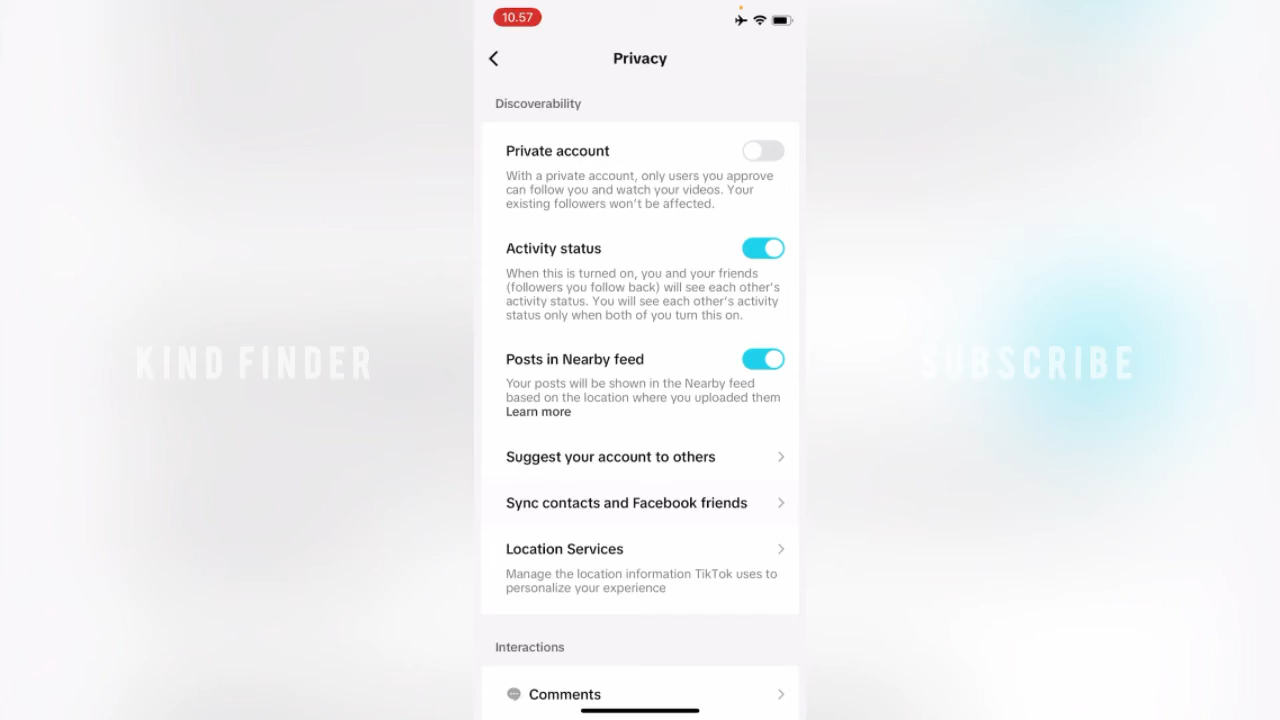 10.57
Privacy
Discoverability
Private account
With a private account, only users you approve
can follow you and watch your videos. Your
existing followers won't be affected.
Activity status
When this is turned on, you and your friends
(followers you follow back) will see each other's
activity status. You will see each other's activity
status only when both of you turn this on.
Posts in Nearby feed
Your posts will be shown in the Nearby feed
based on the location where you uploaded them
Learn more
Suggest your account to others
Sync contacts and Facebook friends
Location Services
Manage the location information TikTok uses to
personalize your experience
Interactions
Comments
KIND FINDER
SUBSCRIBE